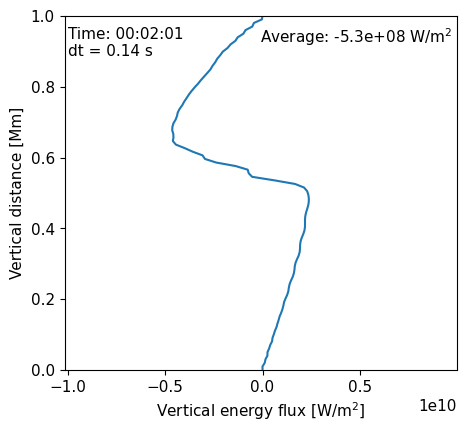 Time: 00:02:01
dt = 0.14 s
Average: -5.3e+08 W/m²
1.0
0.8
0.6
0.4
0.2
0.0
Vertical distance [Mm]
−1.0 −0.5 0.0 0.5
1e10
Vertical energy flux [W/m²]